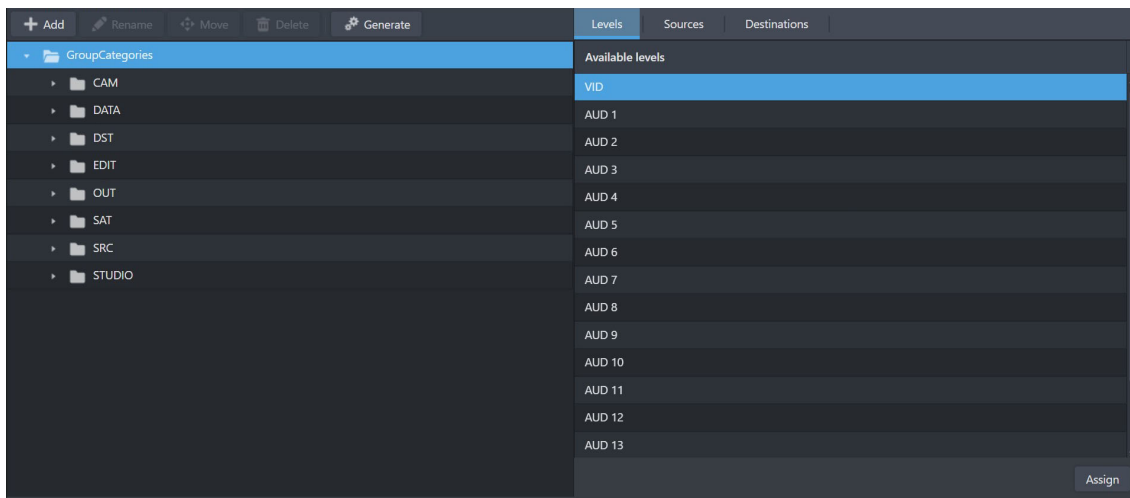 Add Rename Move Delete Generate
GroupCategories
CAM
DATA
DST
EDIT
OUT
SAT
SRC
STUDIO
Levels Sources Destinations
Available levels
VID
AUD 1
AUD 2
AUD 3
AUD 4
AUD 5
AUD 6
AUD 7
AUD 8
AUD 9
AUD 10
AUD 11
AUD 12
AUD 13
Assign